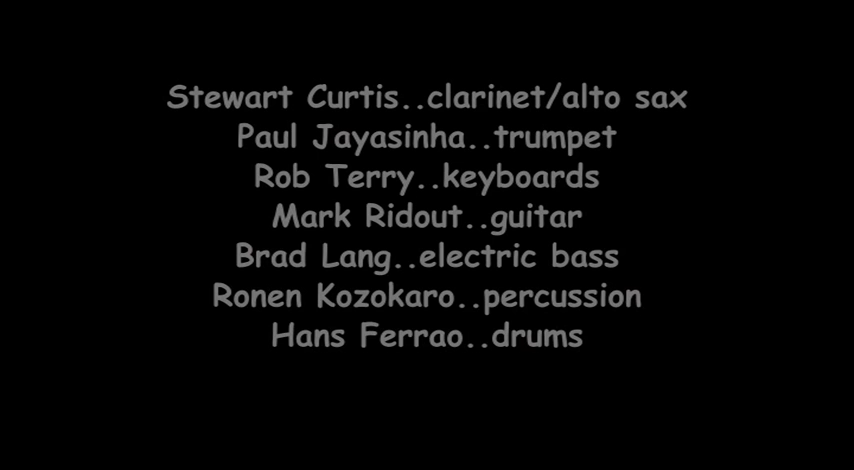 Stewart Curtis..clarinet/alto sax
Paul Jayasinha..trumpet
Rob Terry..keyboards
Mark Ridout..guitar
Brad Lang..electric bass
Ronen Kozokaro..percussion
Hans Ferrao..drums